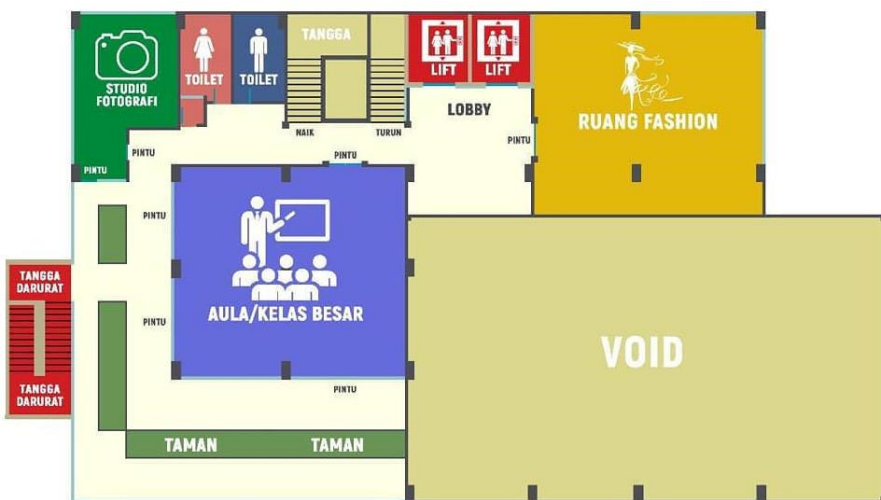 TANGGA
TOILET
TOILET
LIFT
LIFT
STUDIO
FOTOGRAFI
LOBBY
RUANG FASHION
NAIK
TURUN
PINTU
PINTU
PINTU
PINTU
PINTU
AULA/KELAS BESAR
TANGGA
DARURAT
PINTU
VOID
TANGGA
DARURAT
PINTU
TAMAN
TAMAN